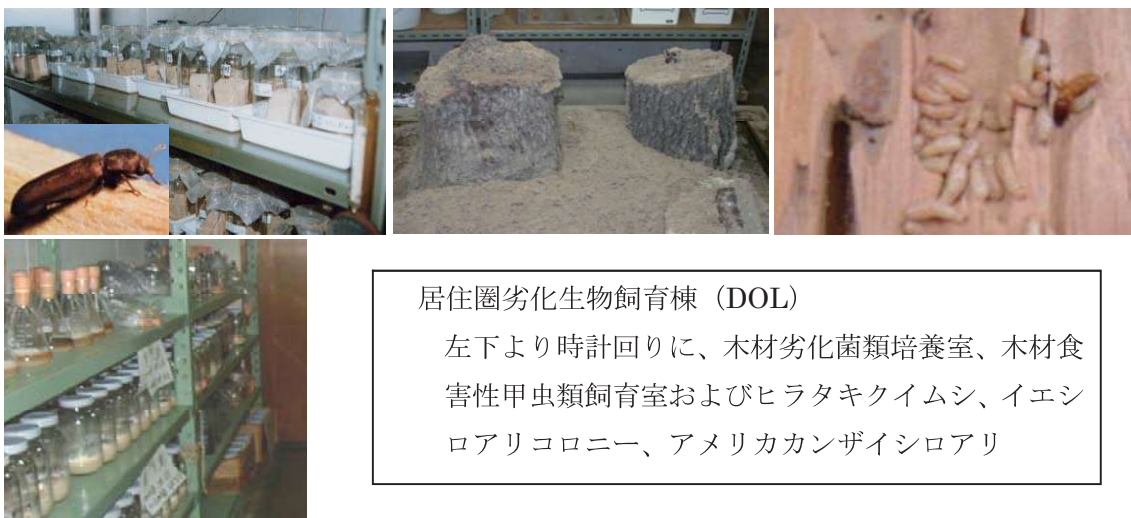 居住圏劣化生物飼育棟（DOL）
左下より時計回りに、木材劣化菌類培養室、木材食
害性甲虫類飼育室およびヒラタキクイムシ、イエシ
ロアリコロニー、アメリカカンザイシロアリ